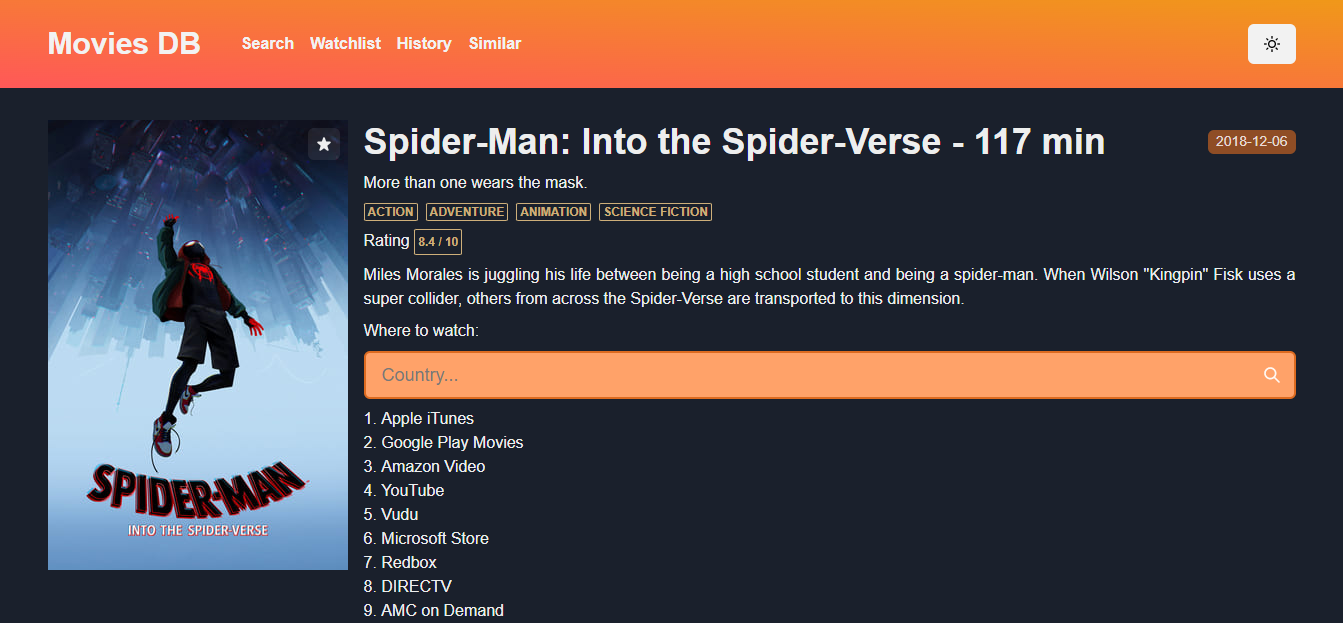 Movies DB Search Watchlist History Similar
Spider-Man: Into the Spider-Verse - 117 min 2018-12-06
More than one wears the mask.
ACTION ADVENTURE ANIMATION SCIENCE FICTION
Rating 8.4 / 10
Miles Morales is juggling his life between being a high school student and being a spider-man. When Wilson "Kingpin" Fisk uses a
super collider, others from across the Spider-Verse are transported to this dimension.
Where to watch:
Country...
1. Apple iTunes
2. Google Play Movies
3. Amazon Video
4. YouTube
5. Vudu
6. Microsoft Store
7. Redbox
8. DIRECTV
9. AMC on Demand
SPIDER-MAN
INTO THE SPIDER-VERSE